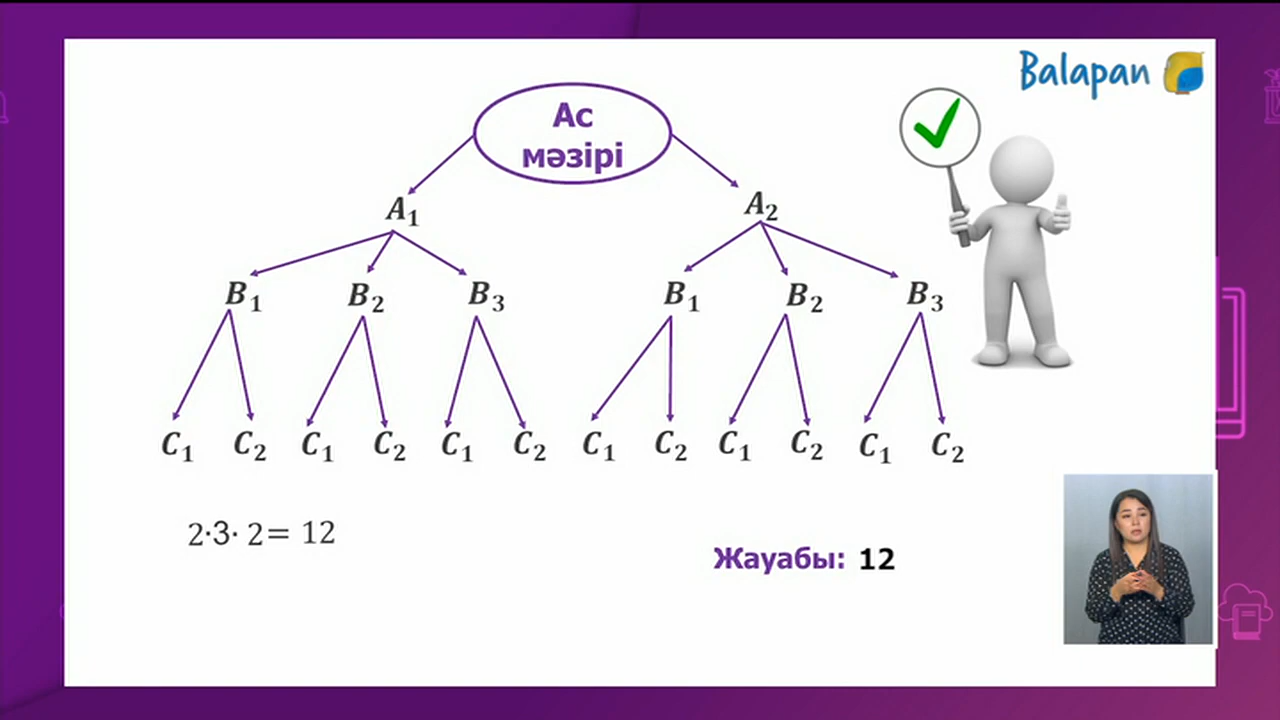 Balapan
Ас
мәзірі
A₁ A₂
B₁ B₂ B₃ B₁ B₂ B₃
C₁ C₂ C₁ C₂ C₁ C₂ C₁ C₂ C₁ C₂ C₁ C₂
2·3· 2= 12
Жауабы: 12